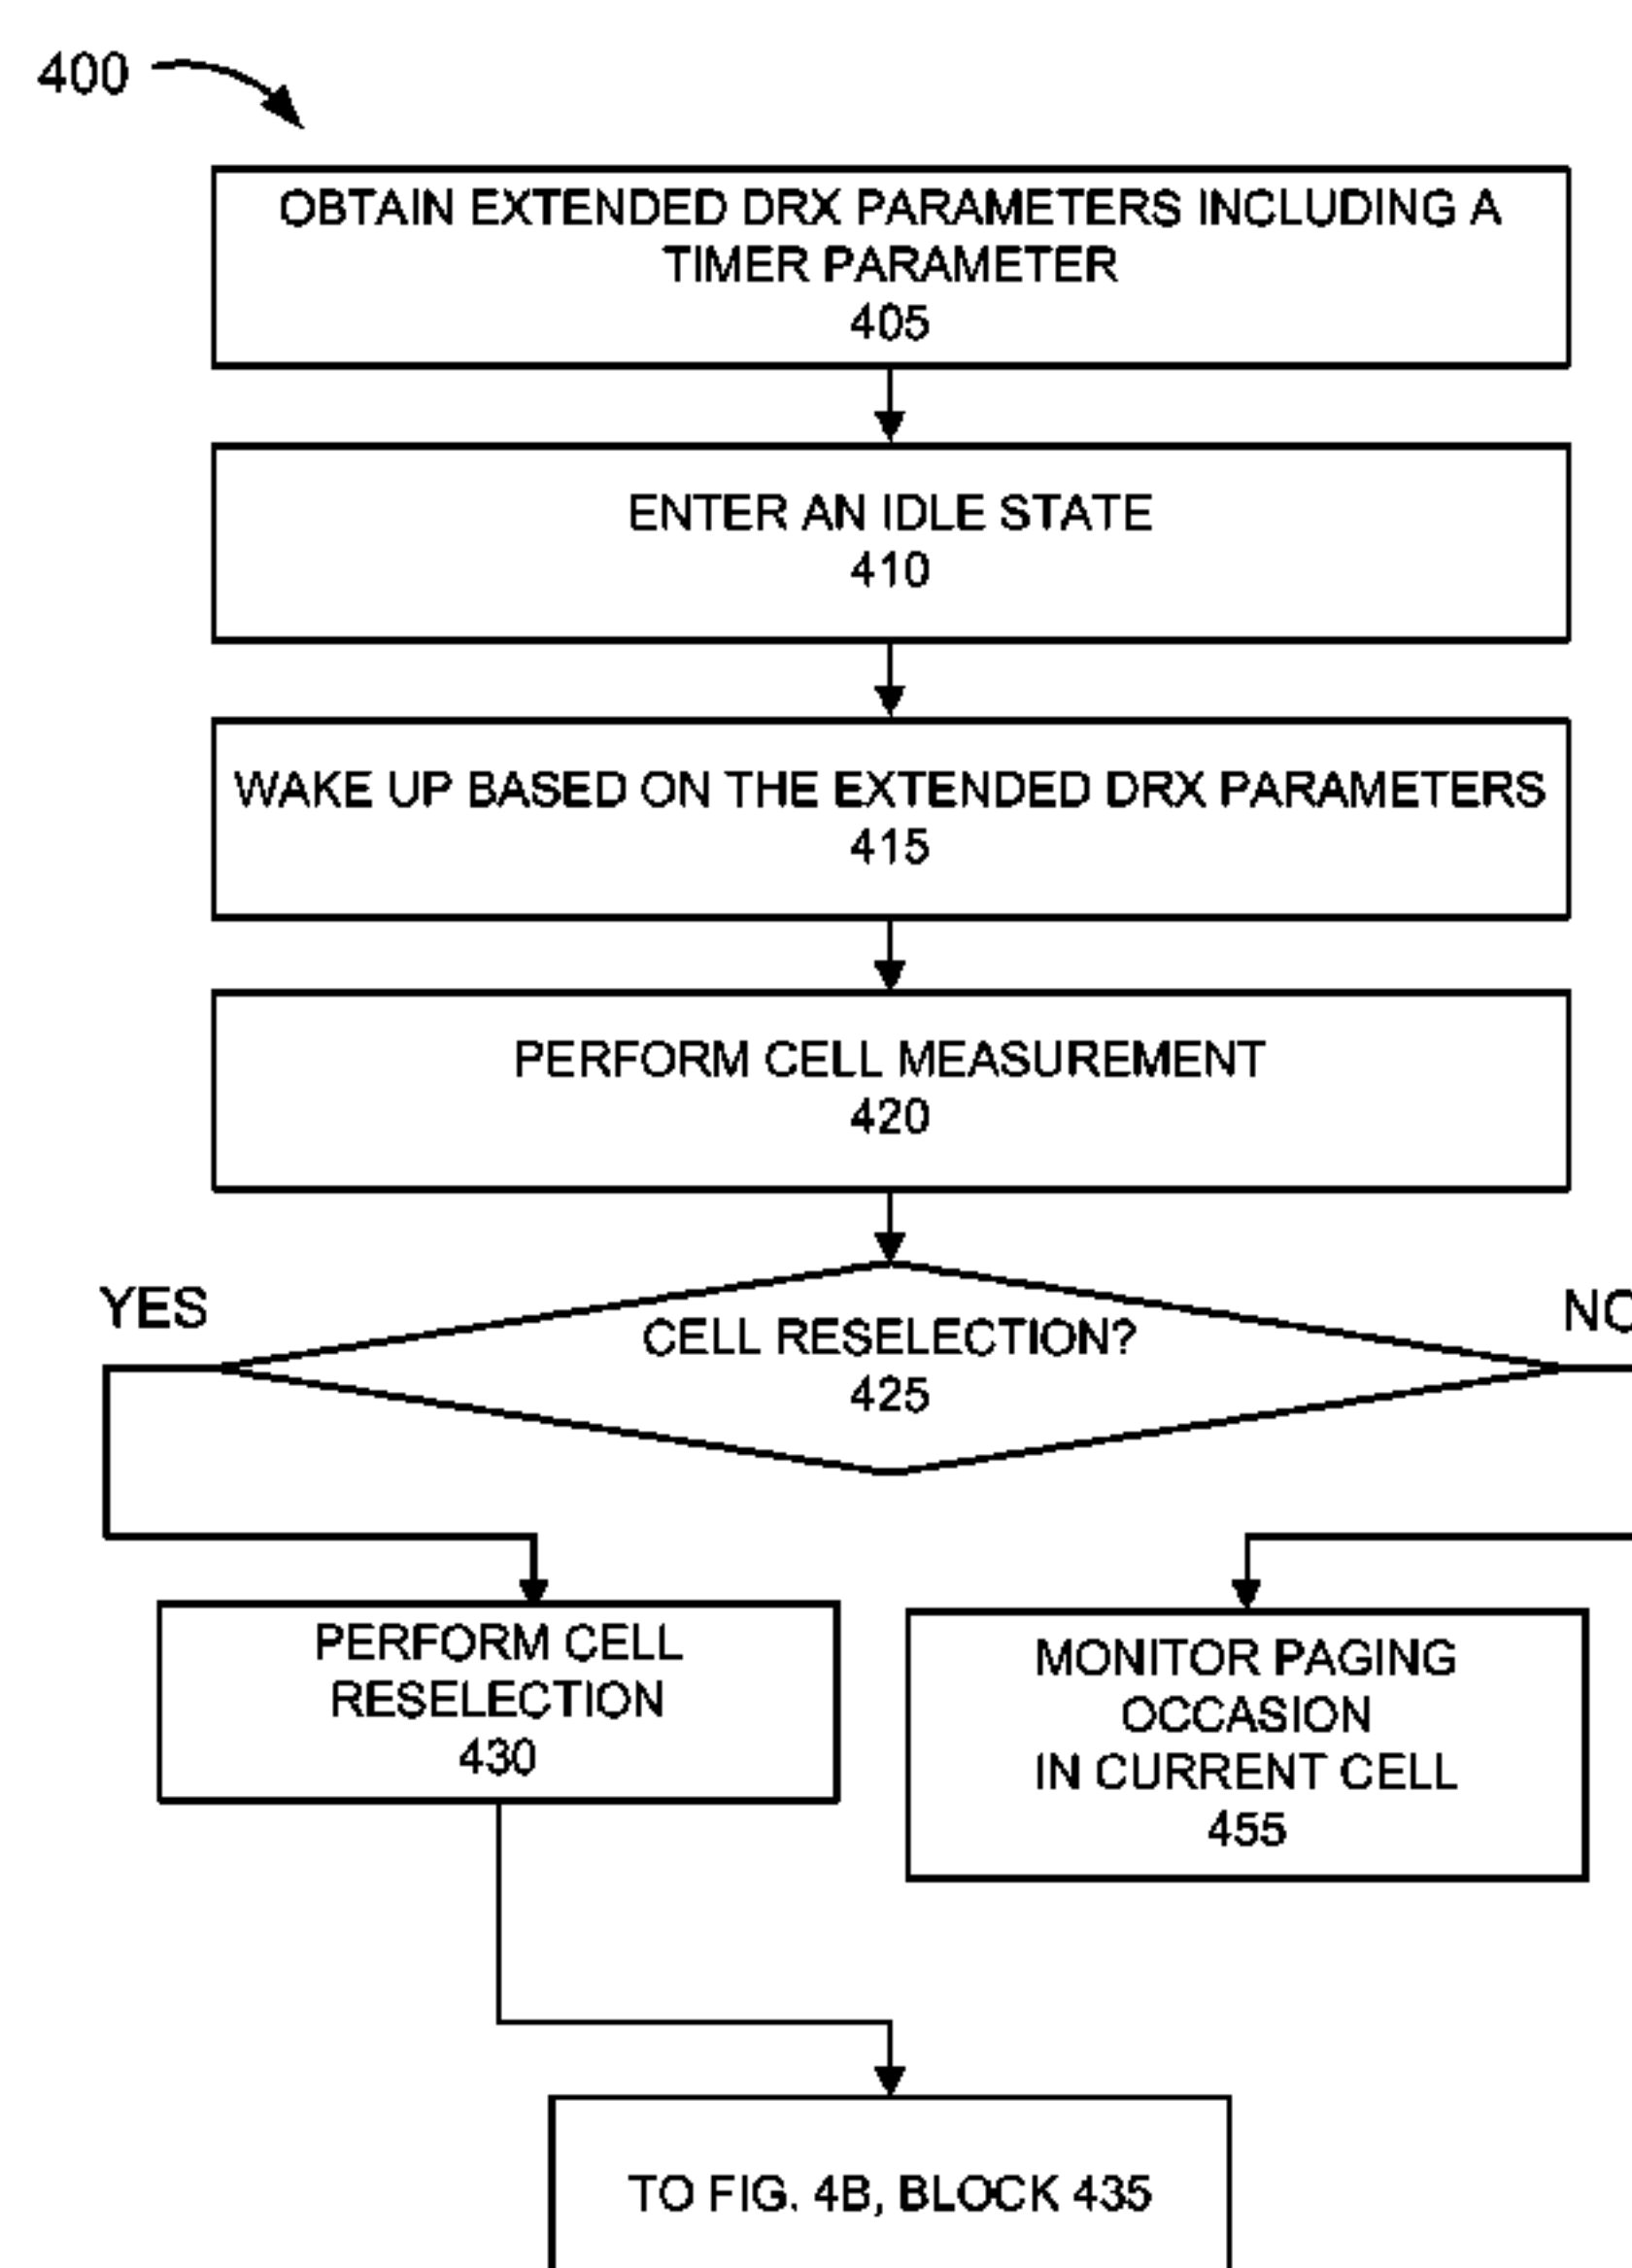 400
OBTAIN EXTENDED DRX PARAMETERS INCLUDING A
TIMER PARAMETER
405
ENTER AN IDLE STATE
410
WAKE UP BASED ON THE EXTENDED DRX PARAMETERS
415
PERFORM CELL MEASUREMENT
420
YES
NO
CELL RESELECTION?
425
PERFORM CELL
RESELECTION
430
MONITOR PAGING
OCCASION
IN CURRENT CELL
455
TO FIG. 4B, BLOCK 435